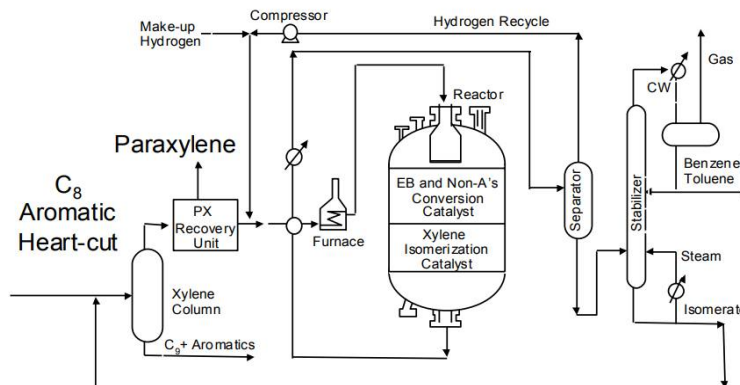 Compressor
Make-up
Hydrogen
Hydrogen Recycle
Gas
CW
Reactor
Paraxylene
Benzene
Toluene
C8
Aromatic
Heart-cut
PX
Recovery
Unit
EB and Non-A's
Conversion
Catalyst
Separator
Stabilizer
Furnace
Xylene
Isomerization
Catalyst
Steam
Xylene
Column
Isomerate
C9+ Aromatics